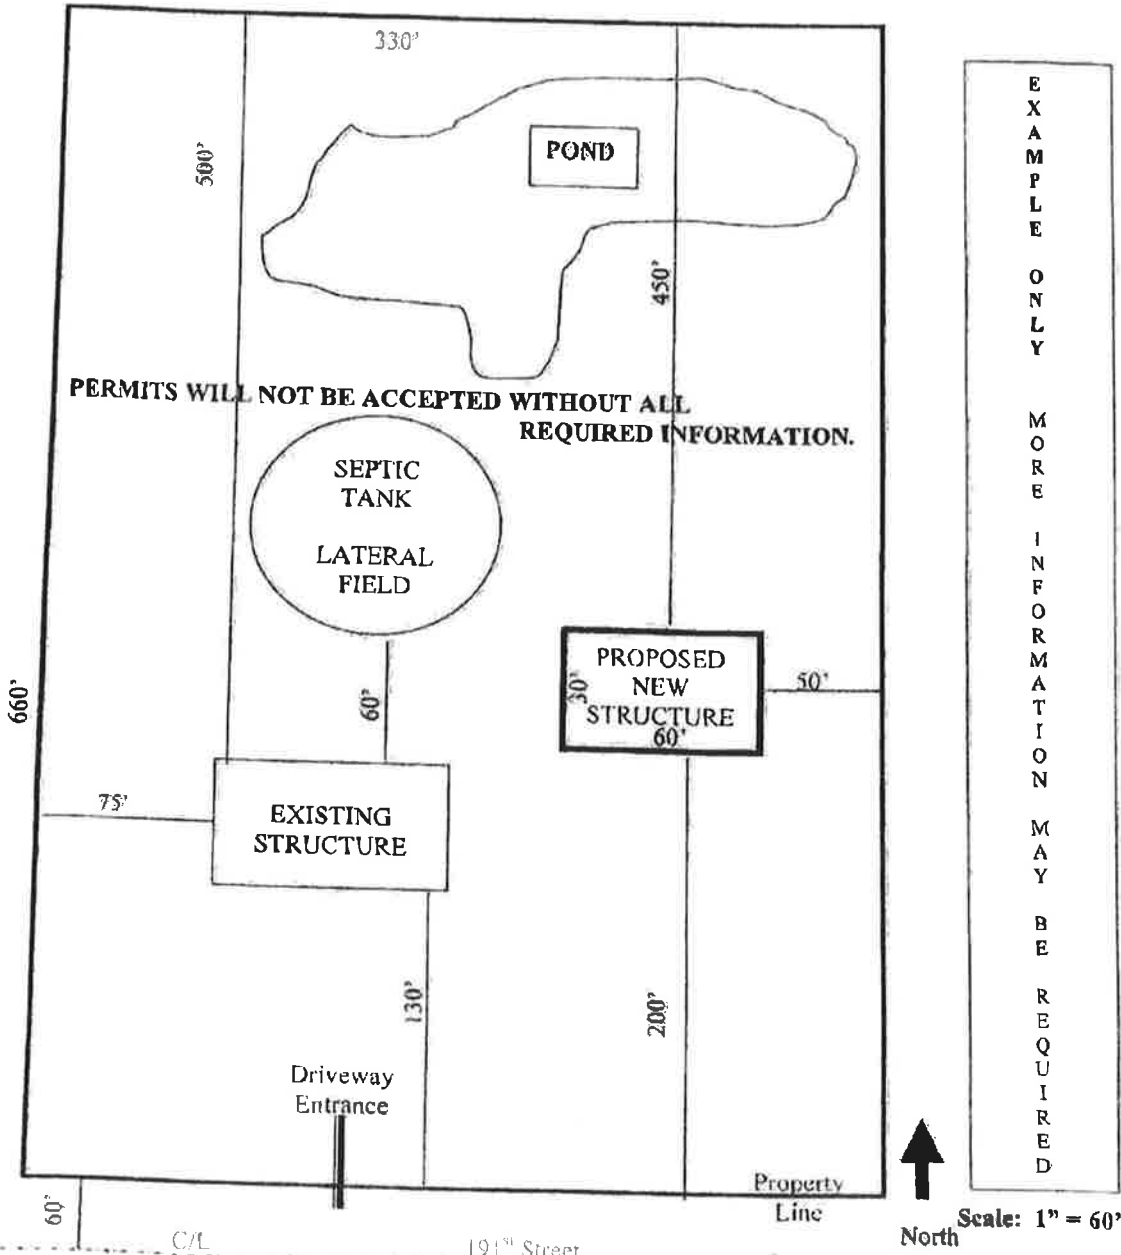 330'
500'
POND
450'
PERMITS WILL NOT BE ACCEPTED WITHOUT ALL
REQUIRED INFORMATION.
SEPTIC
TANK
LATERAL
FIELD
660'
60'
PROPOSED
NEW
STRUCTURE
30'
60'
50'
75'
EXISTING
STRUCTURE
130'
200'
Driveway
Entrance
Property
Line
60'
C/L
191st Street
North
Scale: 1" = 60'
EXAMPLE ONLY MORE INFORMATION MAY BE REQUIRED